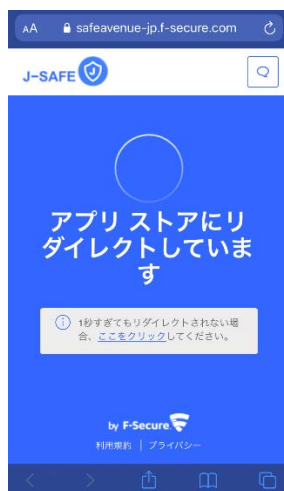 AA safeavenue-jp.f-secure.com
J-SAFE
アプリ ストアにリ
ダイレクトしていま
す
1秒すぎてもリダイレクトされない場
合、ここをクリックしてください。
by F-Secure
利用規約 | プライバシー